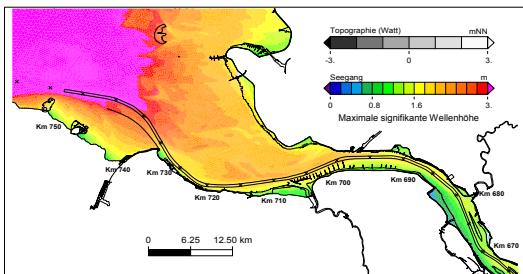 Topographie (Watt) mNN
-3. 0 3.
Seegang m
0 0.8 1.6 3.
Maximale signifikante Wellenhöhe
Km 750
Km 740
Km 730
Km 720
Km 710
Km 700
Km 690
Km 680
Km 670
0 6.25 12.50 km